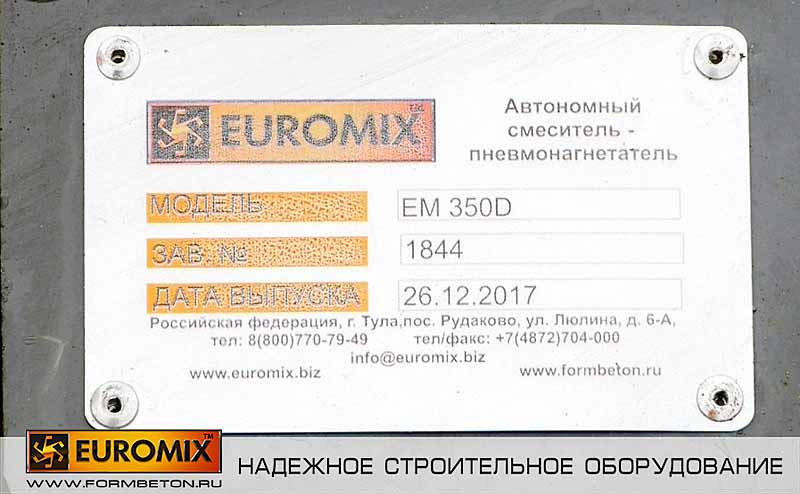 EUROMIX TM
Автономный
смеситель -
пневмонагнетатель
МОДЕЛЬ EM 350D
ЗАВ. № 1844
ДАТА ВЫПУСКА 26.12.2017
Российская федерация, г. Тула,пос. Рудаково, ул. Люлина, д. 6-А,
тел: 8(800)770-79-49 тел/факс: +7(4872)704-000
info@euromix.biz
www.euromix.biz www.formbeton.ru
EUROMIX TM
WWW.FORMBETON.RU
НАДЕЖНОЕ СТРОИТЕЛЬНОЕ ОБОРУДОВАНИЕ